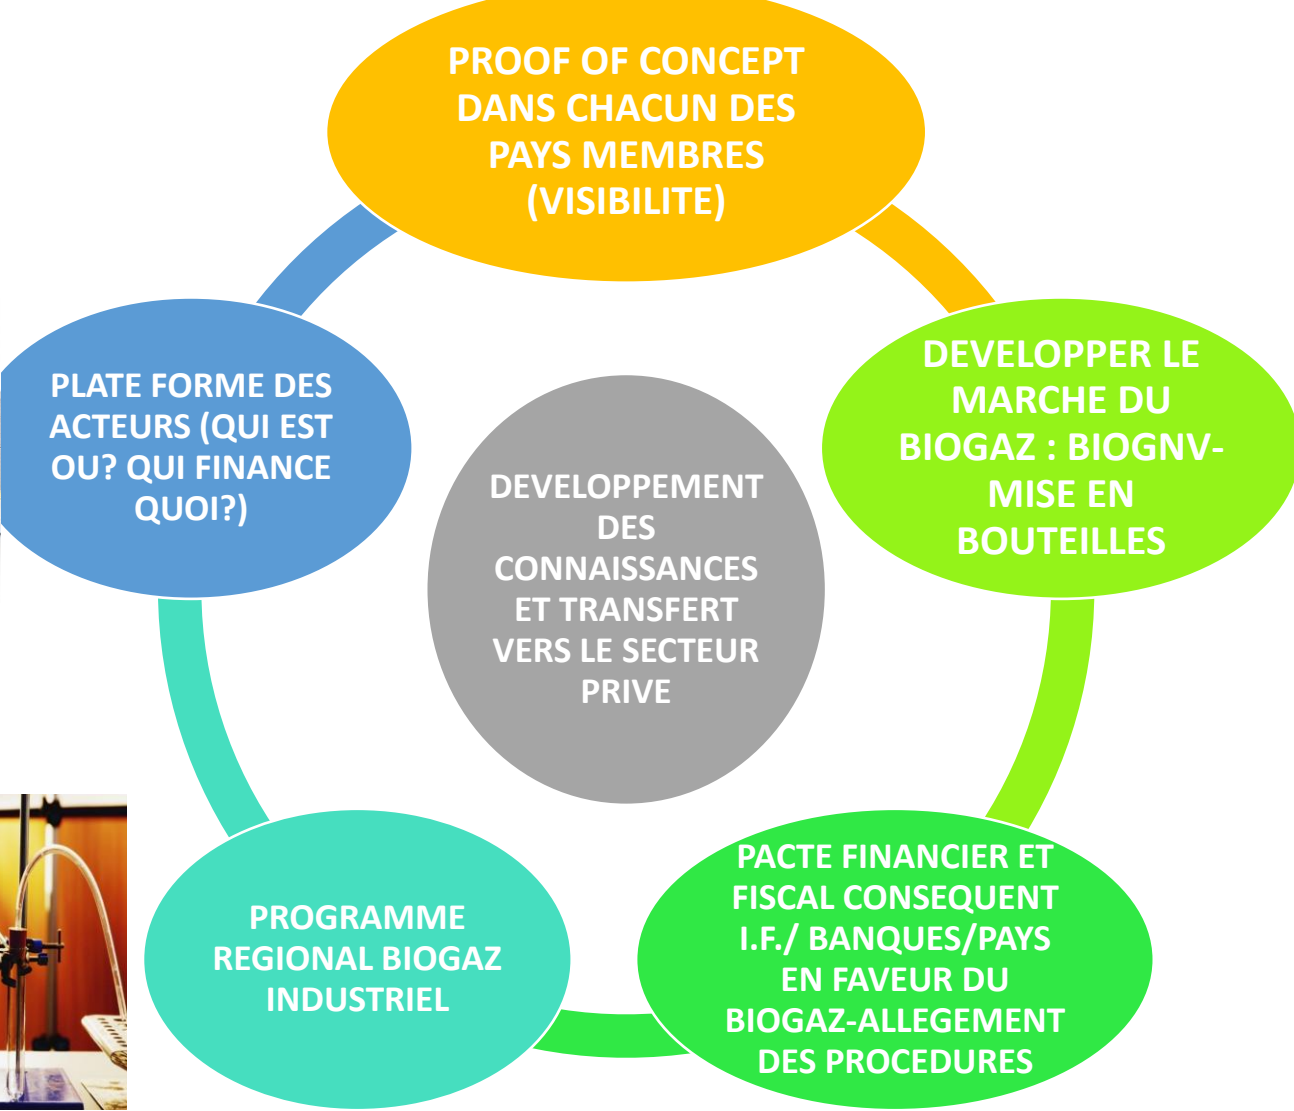 PROOF OF CONCEPT
DANS CHACUN DES
PAYS MEMBRES
(VISIBILITE)
DEVELOPPER LE
MARCHE DU
BIOGAZ : BIOGNV-
MISE EN
BOUTEILLES
PACTE FINANCIER ET
FISCAL CONSEQUENT
I.F./ BANQUES/PAYS
EN FAVEUR DU
BIOGAZ-ALLEGEMENT
DES PROCEDURES
PROGRAMME
REGIONAL BIOGAZ
INDUSTRIEL
PLATE FORME DES
ACTEURS (QUI EST
OU? QUI FINANCE
QUOI?)
DEVELOPPEMENT
DES
CONNAISSANCES
ET TRANSFERT
VERS LE SECTEUR
PRIVE